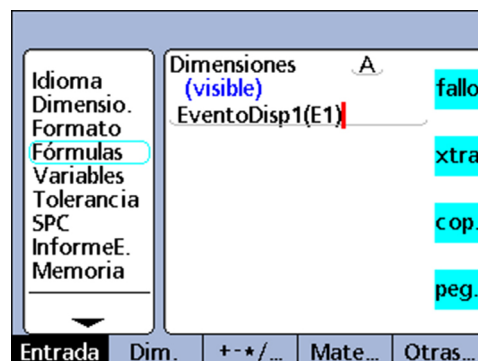 Idioma
Dimensio.
Formato
Fórmulas
Variables
Tolerancia
SPC
InformeE.
Memoria
Dimensiones A
(visible)
EventoDisp1(E1)
fallo
xtra
cop.
peg.
Entrada Dim. +-*/... Mate... Otras...